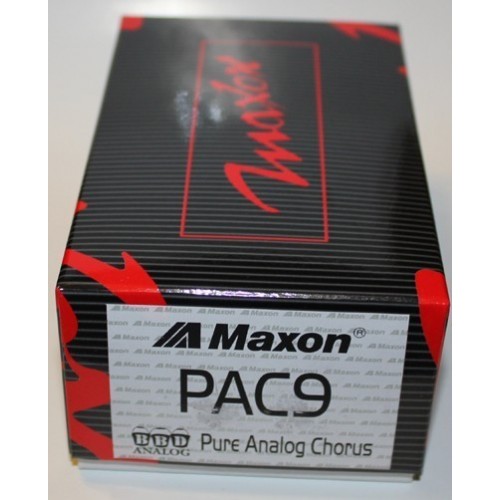 Maxon
Maxon®
PAC9
BBD
ANALOG
Pure Analog Chorus